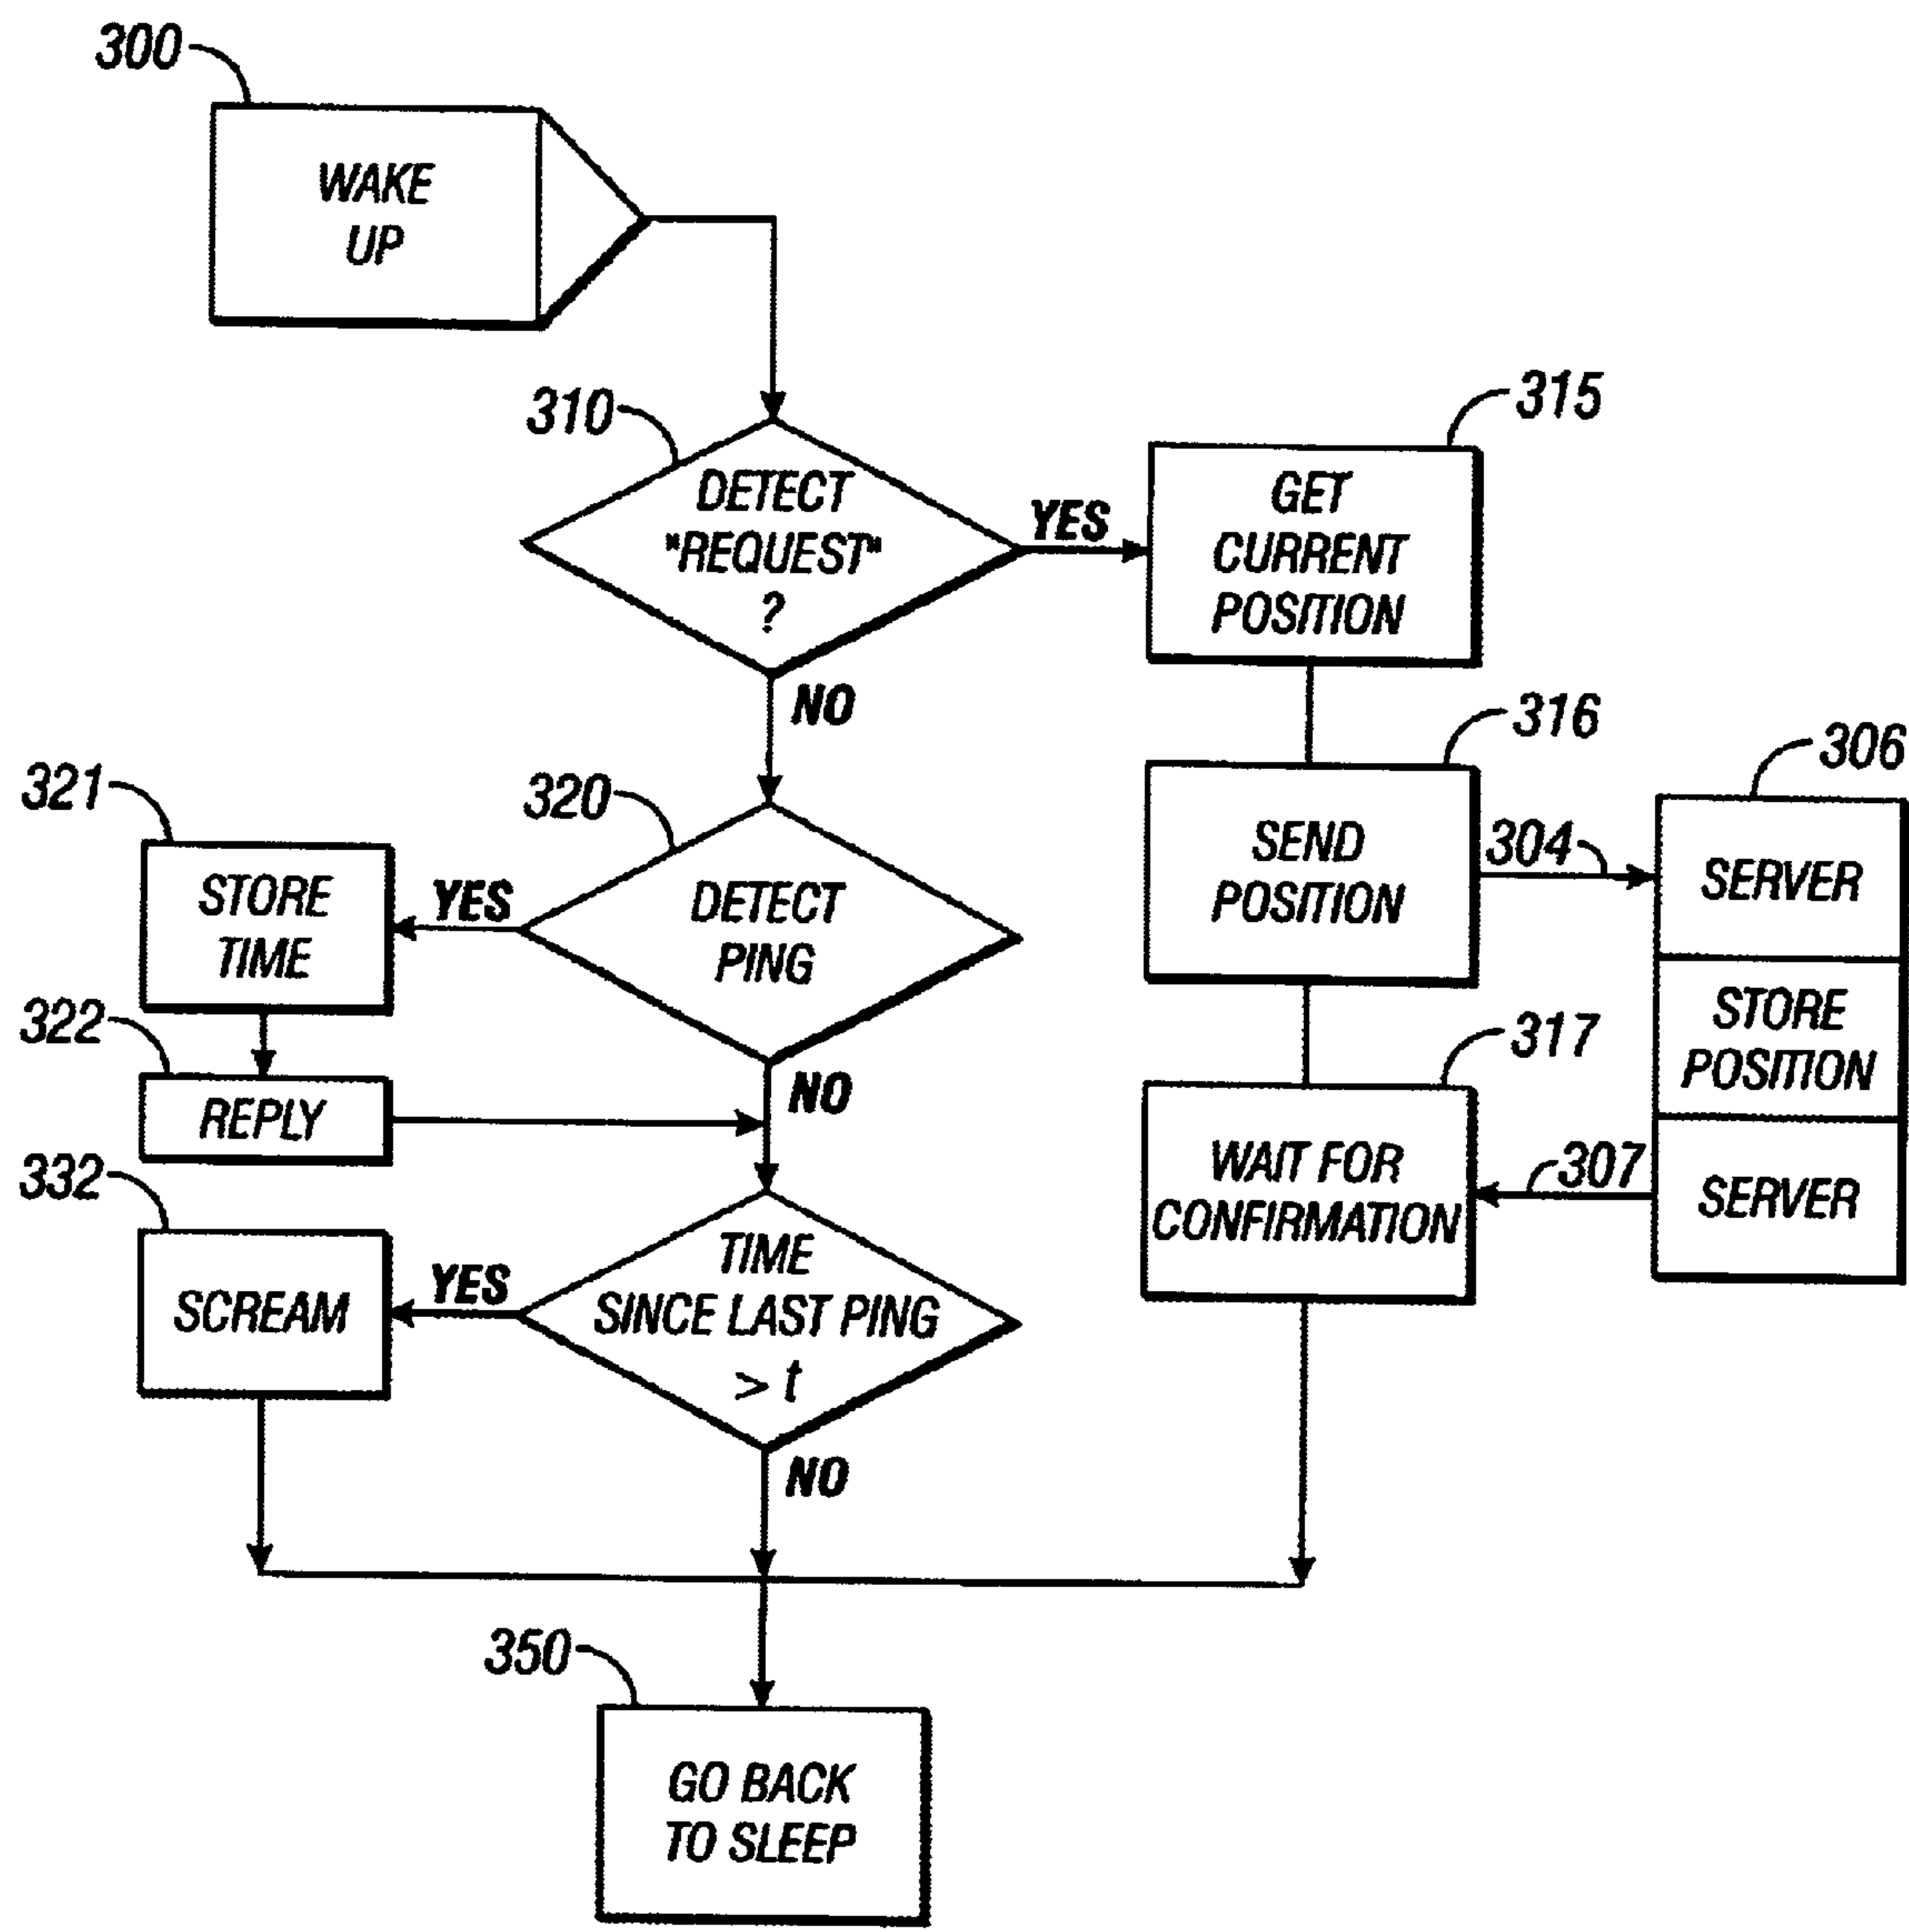 300
WAKE
UP
310
DETECT
"REQUEST"
?
YES
NO
315
GET
CURRENT
POSITION
316
SEND
POSITION
304
306
SERVER
STORE
POSITION
SERVER
307
317
WAIT FOR
CONFIRMATION
320
DETECT
PING
YES
NO
321
STORE
TIME
322
REPLY
TIME
SINCE LAST PING
> t
YES
NO
332
SCREAM
350
GO BACK
TO SLEEP